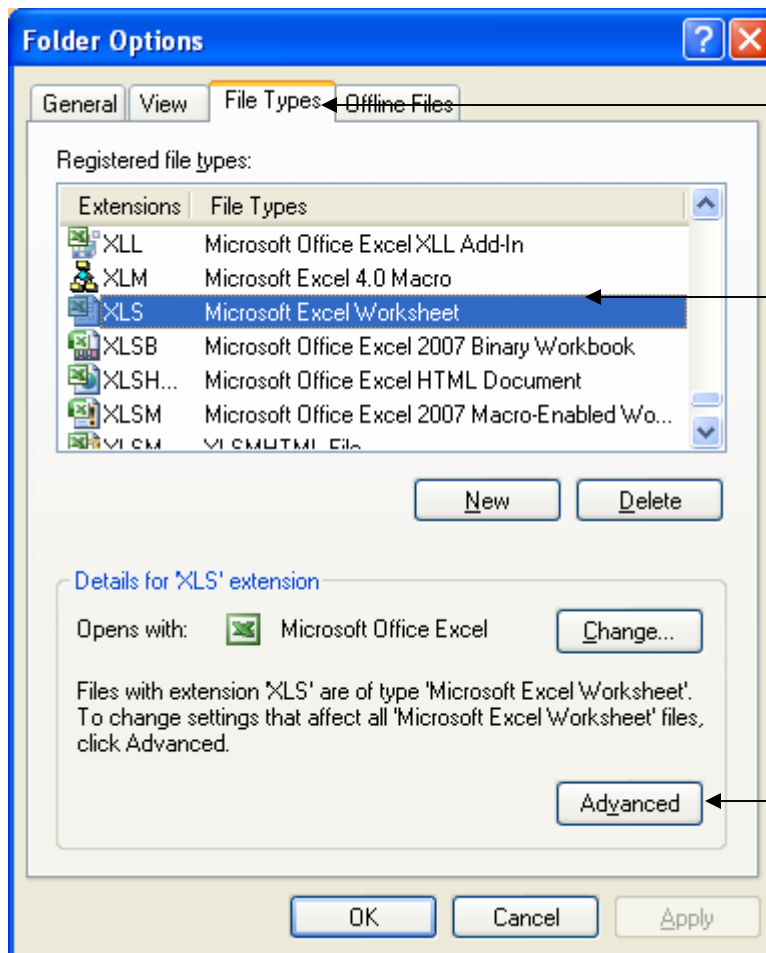 Folder Options
General View File Types Offline Files
Registered file types:
Extensions File Types
XLL Microsoft Office Excel XLL Add-In
XLM Microsoft Excel 4.0 Macro
XLS Microsoft Excel Worksheet
XLSB Microsoft Office Excel 2007 Binary Workbook
XLSH... Microsoft Office Excel HTML Document
XLSM Microsoft Office Excel 2007 Macro-Enabled Wo...
XLSM XLSMHTML File
New Delete
Details for 'XLS' extension
Opens with: Microsoft Office Excel Change...
Files with extension 'XLS' are of type 'Microsoft Excel Worksheet'.
To change settings that affect all 'Microsoft Excel Worksheet' files,
click Advanced.
Advanced
OK Cancel Apply